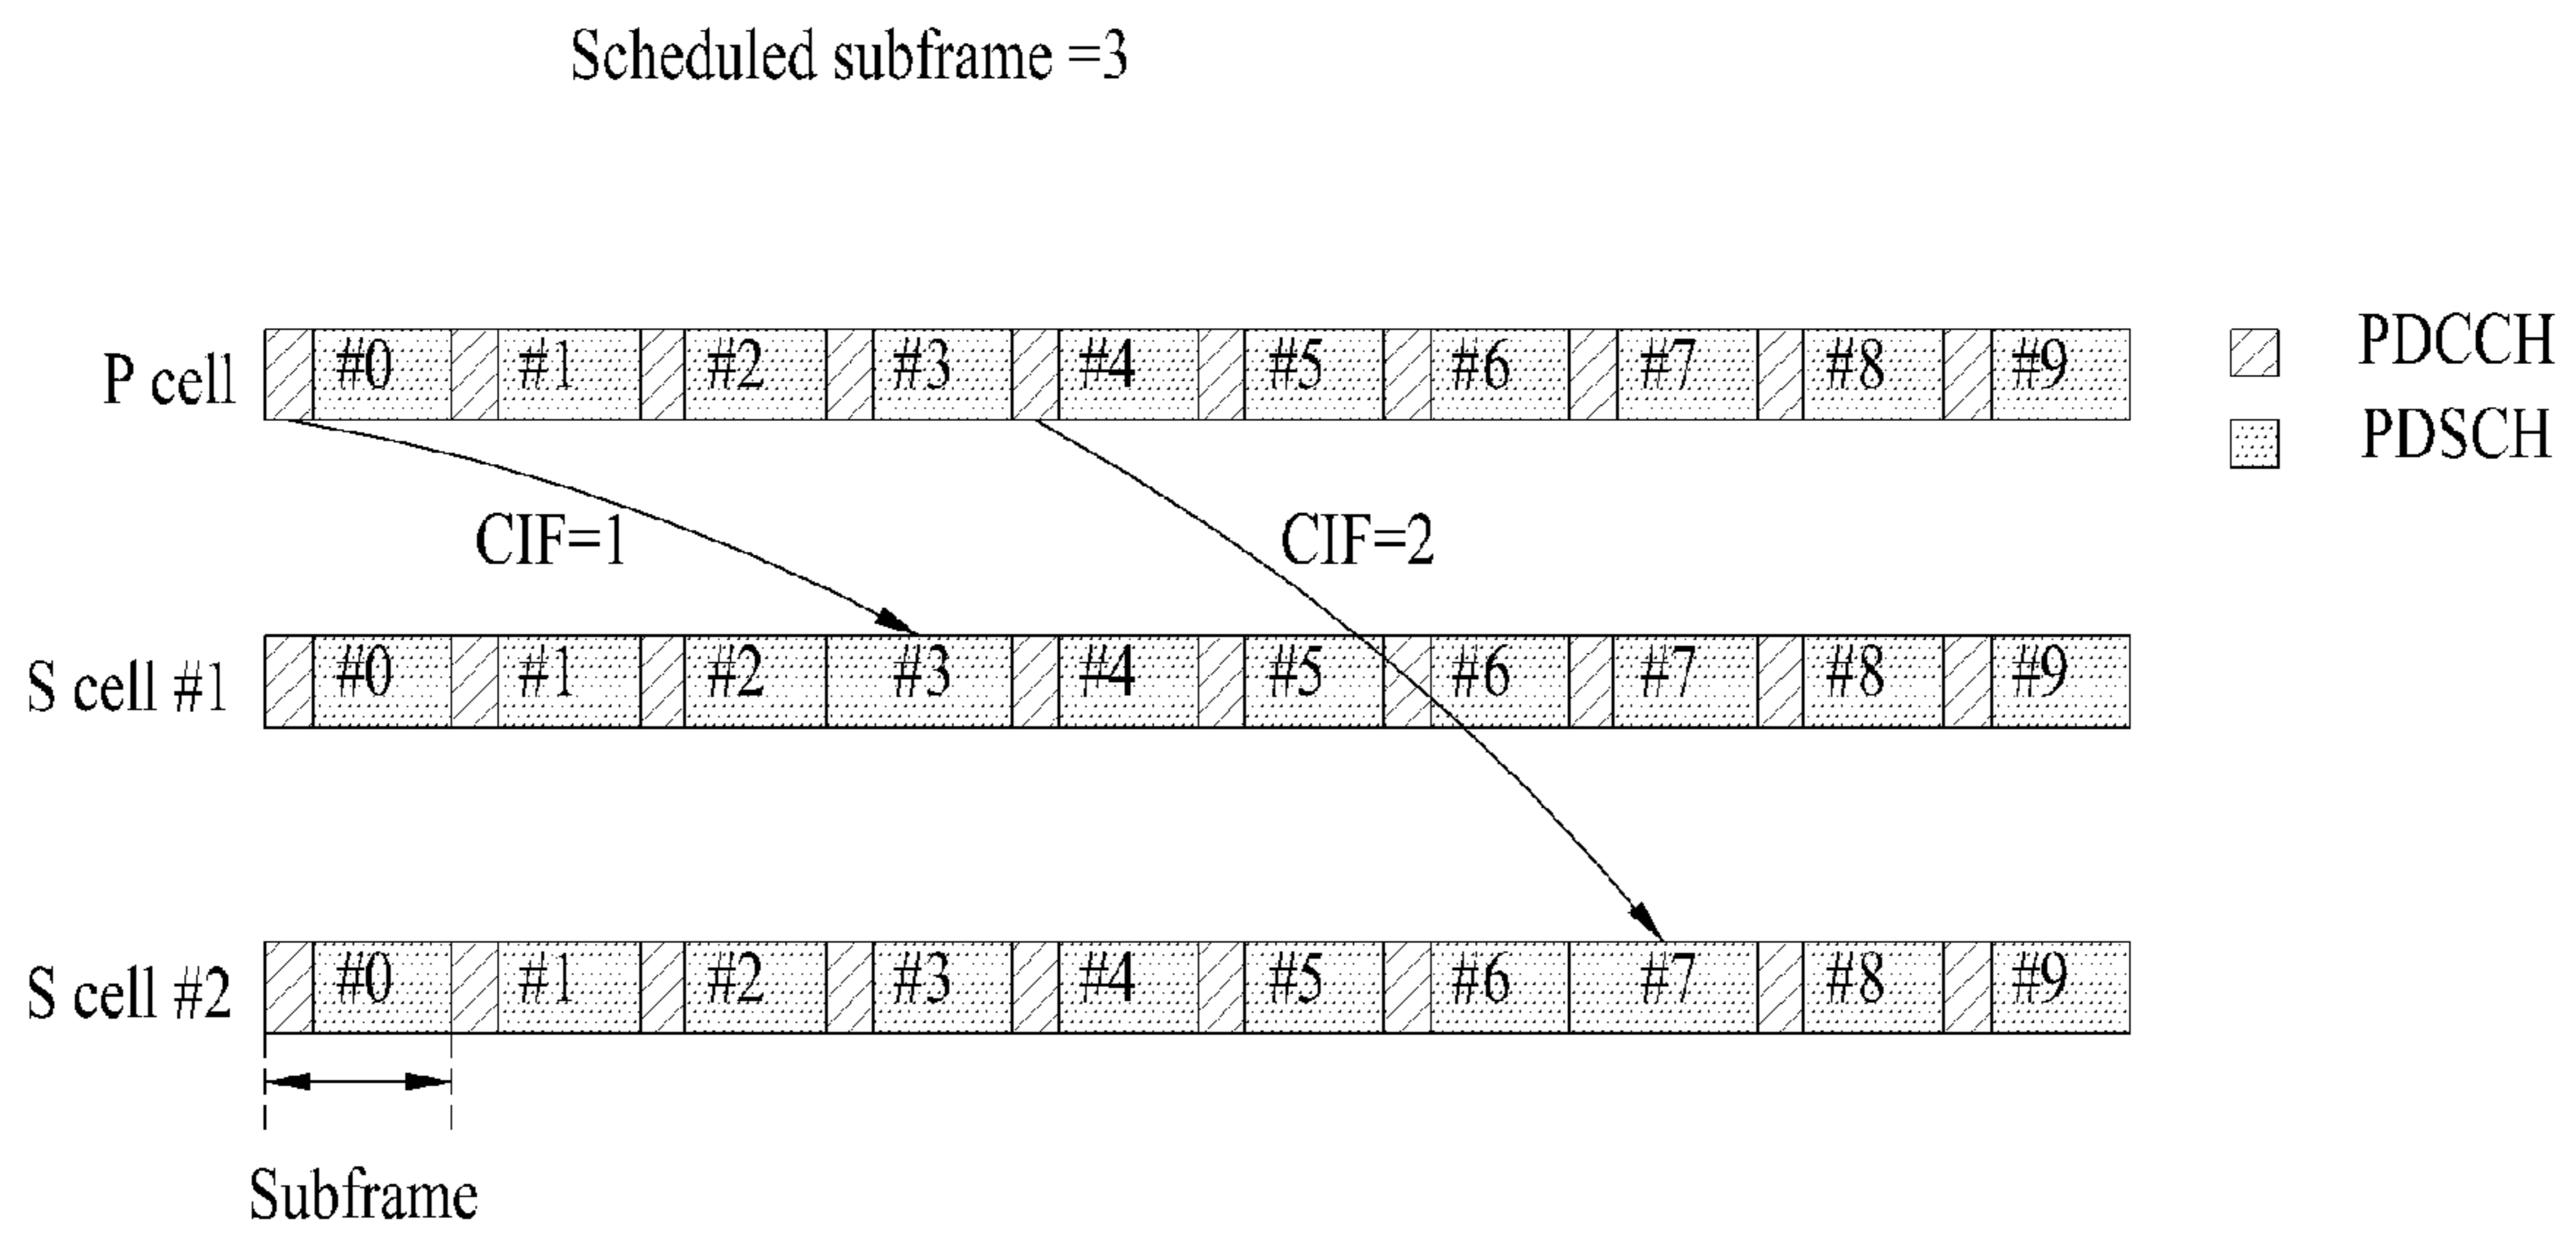 Scheduled subframe =3
P cell #0 #1 #2 #3 #4 #5 #6 #7 #8 #9
PDCCH
PDSCH
CIF=1 CIF=2
S cell #1 #0 #1 #2 #3 #4 #5 #6 #7 #8 #9
S cell #2 #0 #1 #2 #3 #4 #5 #6 #7 #8 #9
Subframe